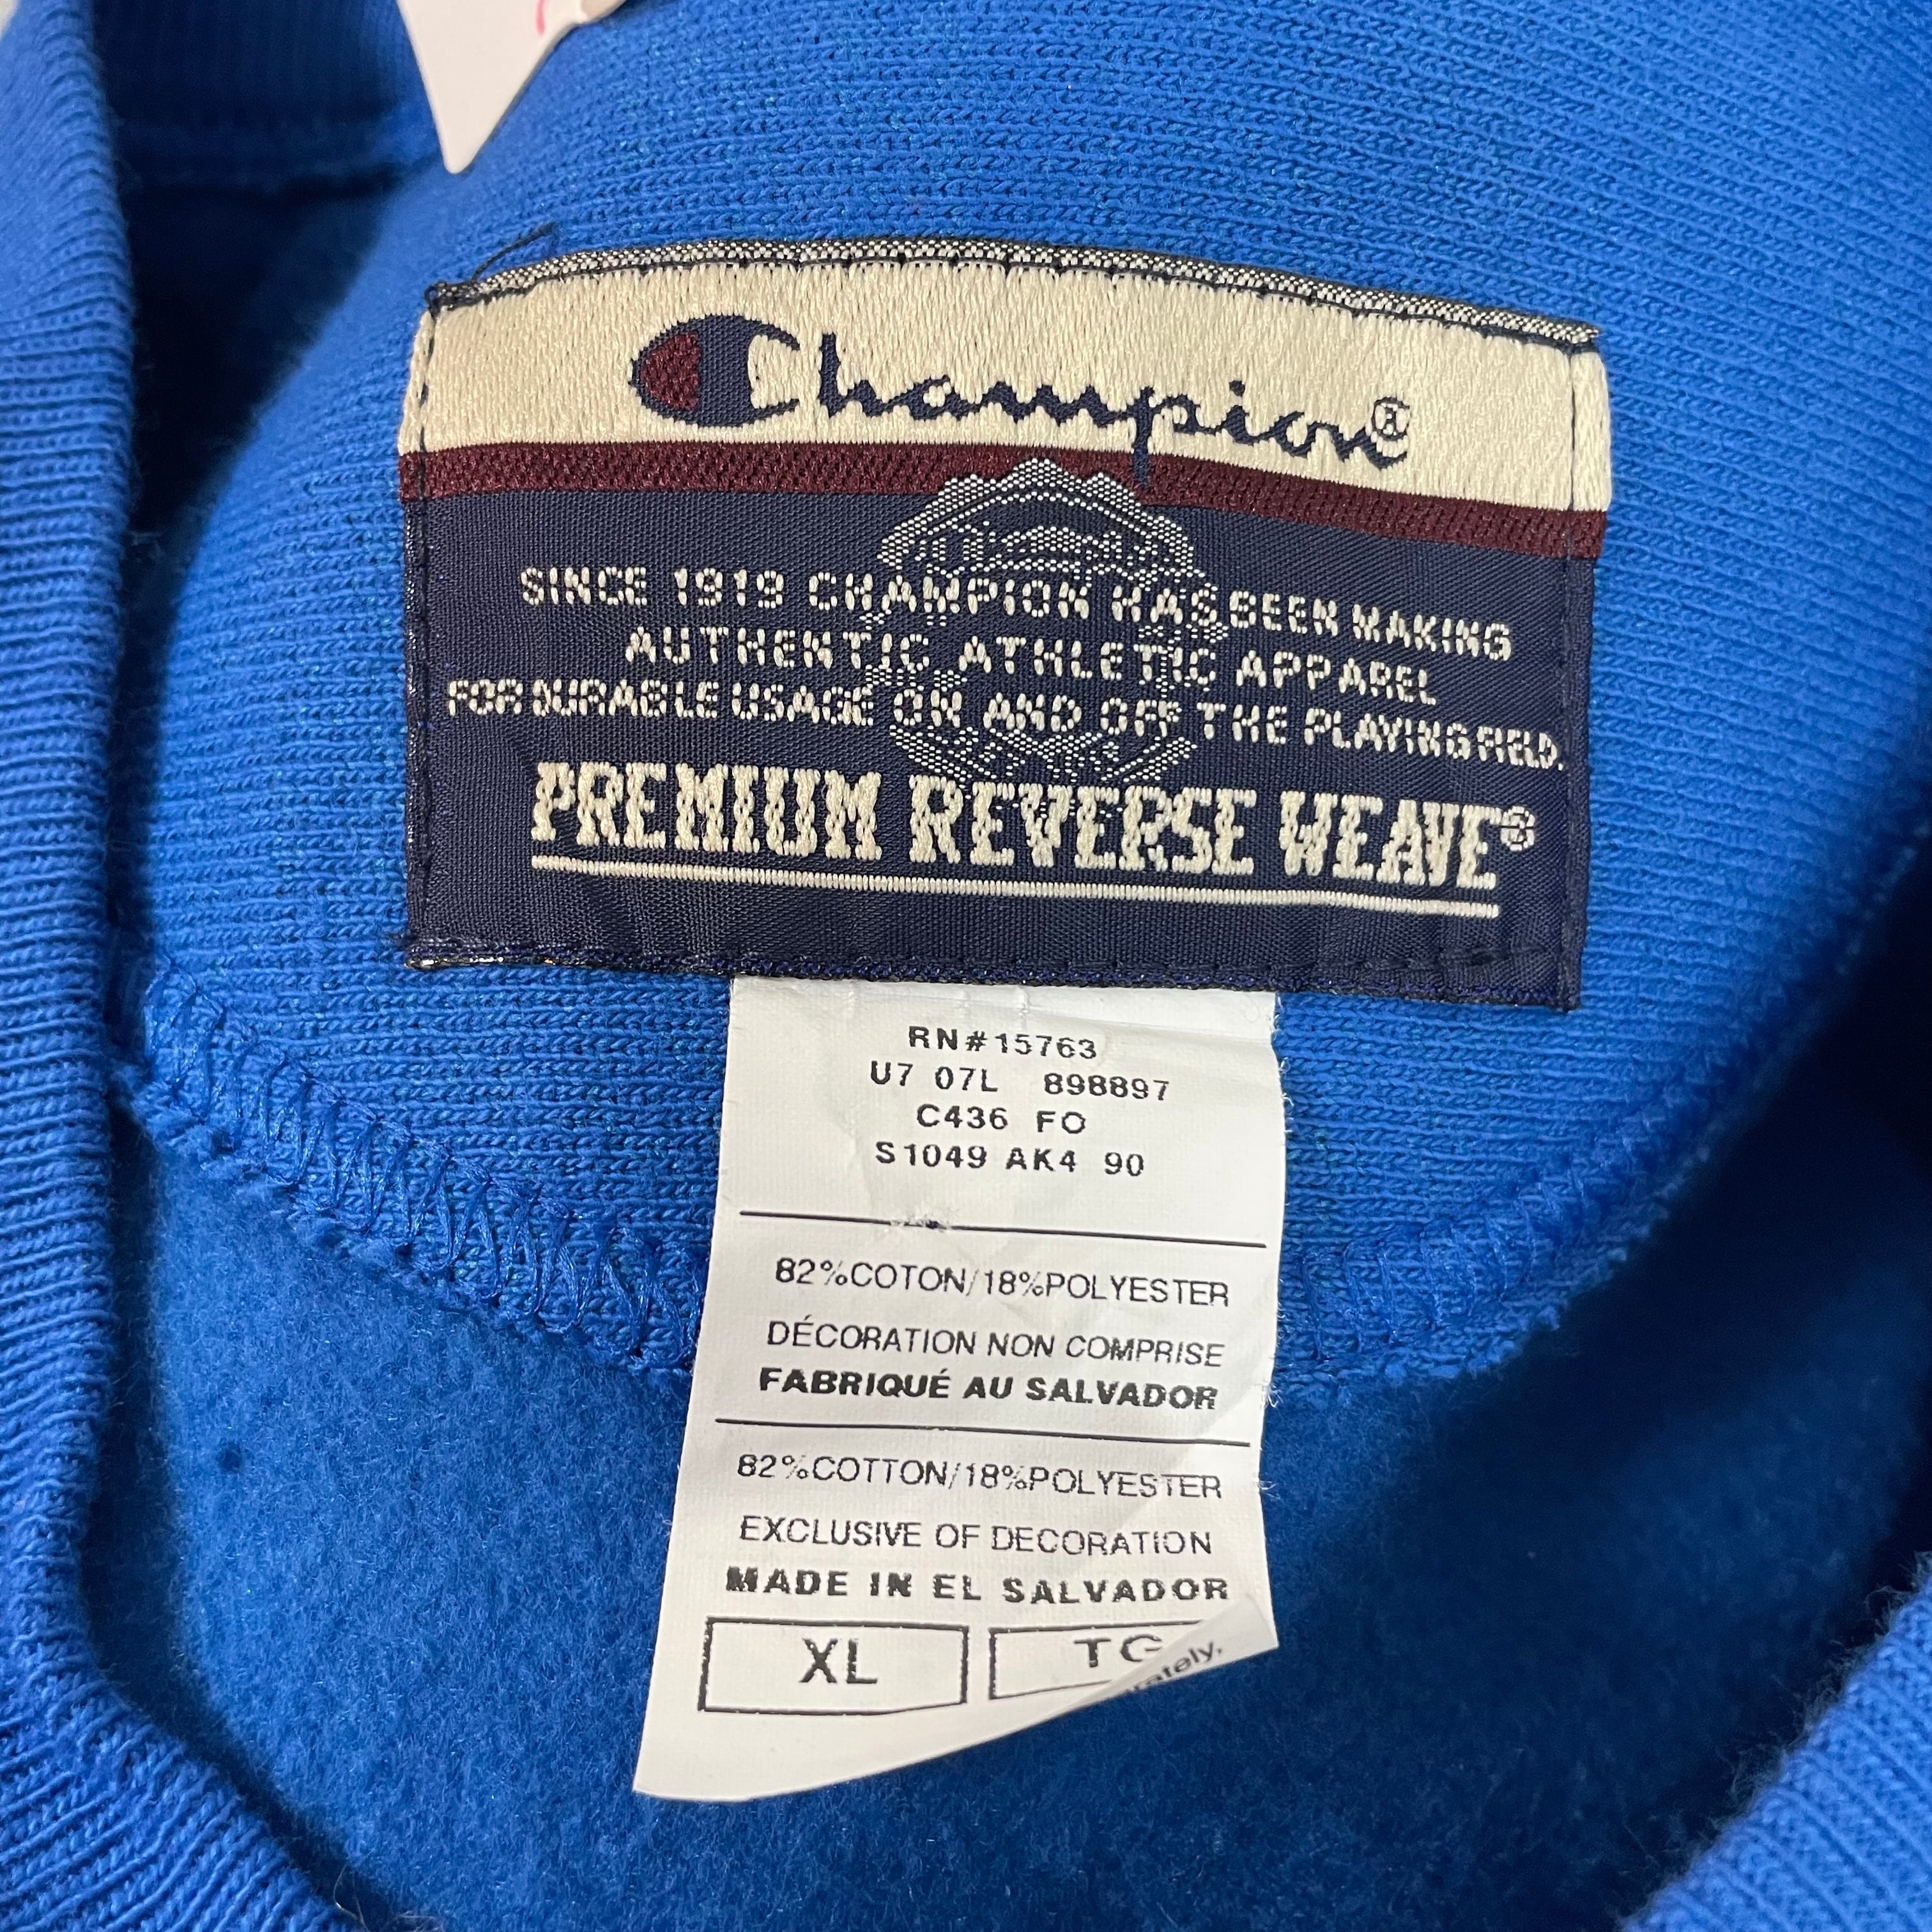 Champion®
SINCE 1919 CHAMPION HAS BEEN MAKING
AUTHENTIC ATHLETIC APPAREL
FOR DURABLE USAGE ON AND OFF THE PLAYING FIELD.
PREMIUM REVERSE WEAVE®
RN#15763
U7 07L 898897
C436 FO
S1049 AK4 90
82%COTON/18%POLYESTER
DÉCORATION NON COMPRISE
FABRIQUÉ AU SALVADOR
82%COTTON/18%POLYESTER
EXCLUSIVE OF DECORATION
MADE IN EL SALVADOR
XL TG